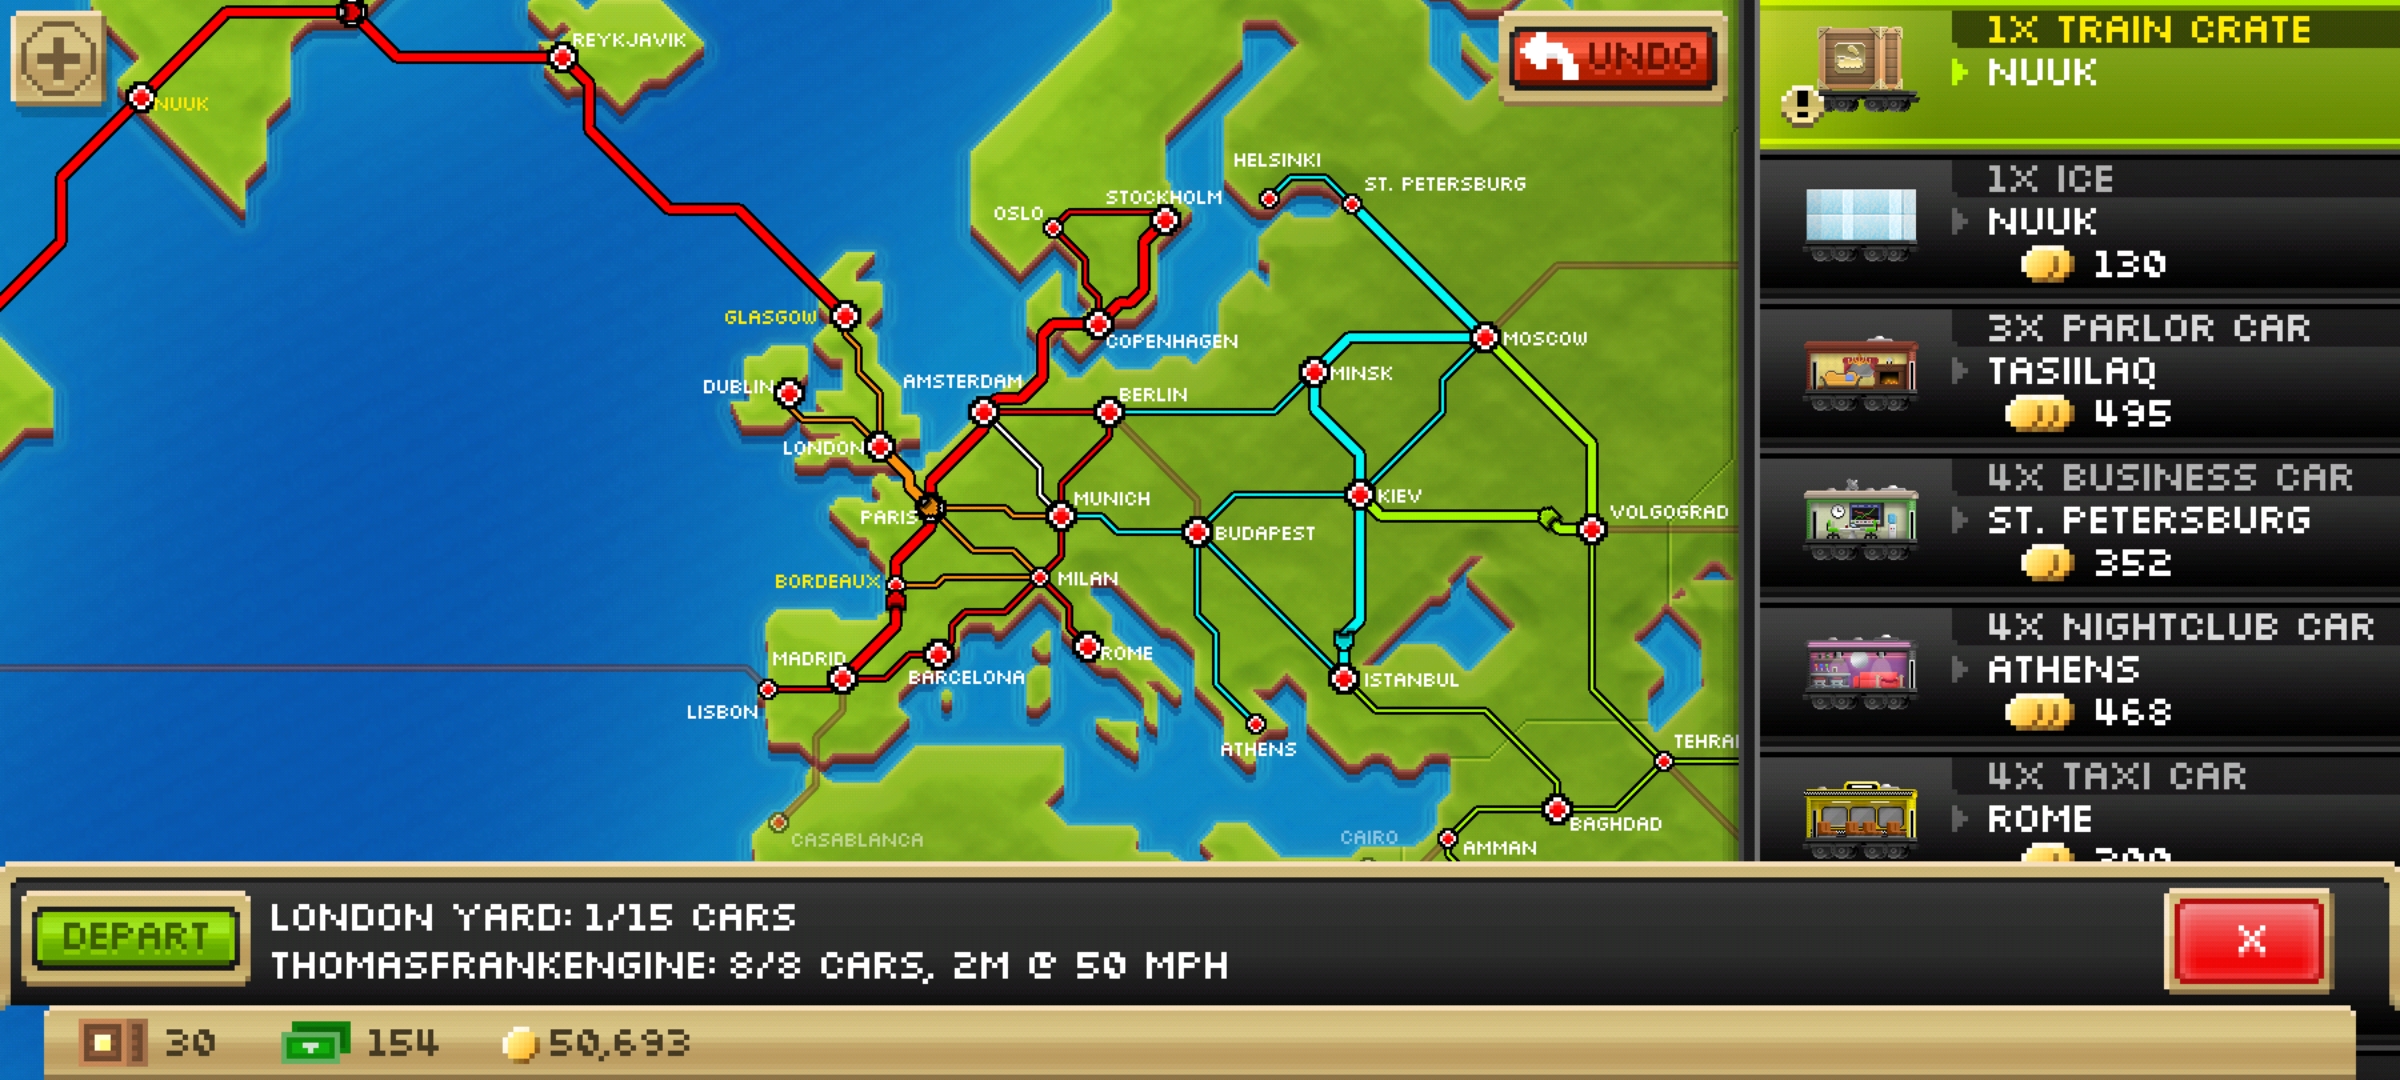 REYKJAVIK
NUUK
UNDO
HELSINKI
ST. PETERSBURG
STOCKHOLM
OSLO
GLASGOW
COPENHAGEN
MOSCOW
DUBLIN
AMSTERDAM
BERLIN
MINSK
LONDON
MUNICH
KIEV
PARIS
BUDAPEST
VOLGOGRAD
BORDEAUX
MILAN
MADRID
ROME
BARCELONA
ISTANBUL
LISBON
ATHENS
CASABLANCA
CAIRO
BAGHDAD
AMMAN
1X TRAIN CRATE
NUUK
1X ICE
NUUK
130
3X PARLOR CAR
TASIILAQ
495
4X BUSINESS CAR
ST. PETERSBURG
352
4X NIGHTCLUB CAR
ATHENS
468
4X TAXI CAR
ROME
DEPART
LONDON YARD: 1/15 CARS
THOMASFRANKENGINE: 8/8 CARS, 2M @ 50 MPH
X
30
154
50,693